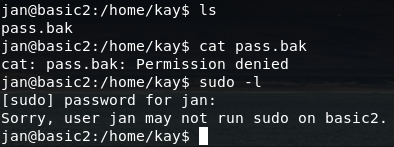 jan@basic2:/home/kay$ ls
pass.bak
jan@basic2:/home/kay$ cat pass.bak
cat: pass.bak: Permission denied
jan@basic2:/home/kay$ sudo -l
[sudo] password for jan:
Sorry, user jan may not run sudo on basic2.
jan@basic2:/home/kay$